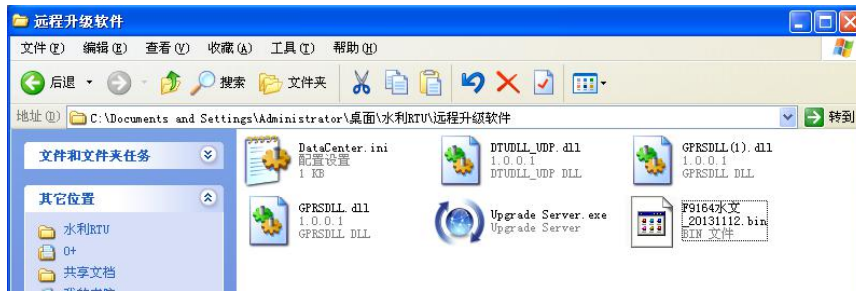 远程升级软件
文件(F) 编辑(E) 查看(V) 收藏(A) 工具(T) 帮助(H)
后退 搜索 文件夹
地址(D) C:\Documents and Settings\Administrator\桌面\水利RTU\远程升级软件 转到
文件和文件夹任务
其它位置
水利RTU
0+
共享文档
DataCenter.ini
配置设置
1 KB
DTUDLL_UDP.dll
1.0.0.1
DTUDLL_UDP DLL
GPRSDLL(1).dll
1.0.0.1
GPRSDLL DLL
GPRSDLL.dll
1.0.0.1
GPRSDLL DLL
Upgrade Server.exe
Upgrade Server
F9164水文
_20131112.bin
BIN 文件